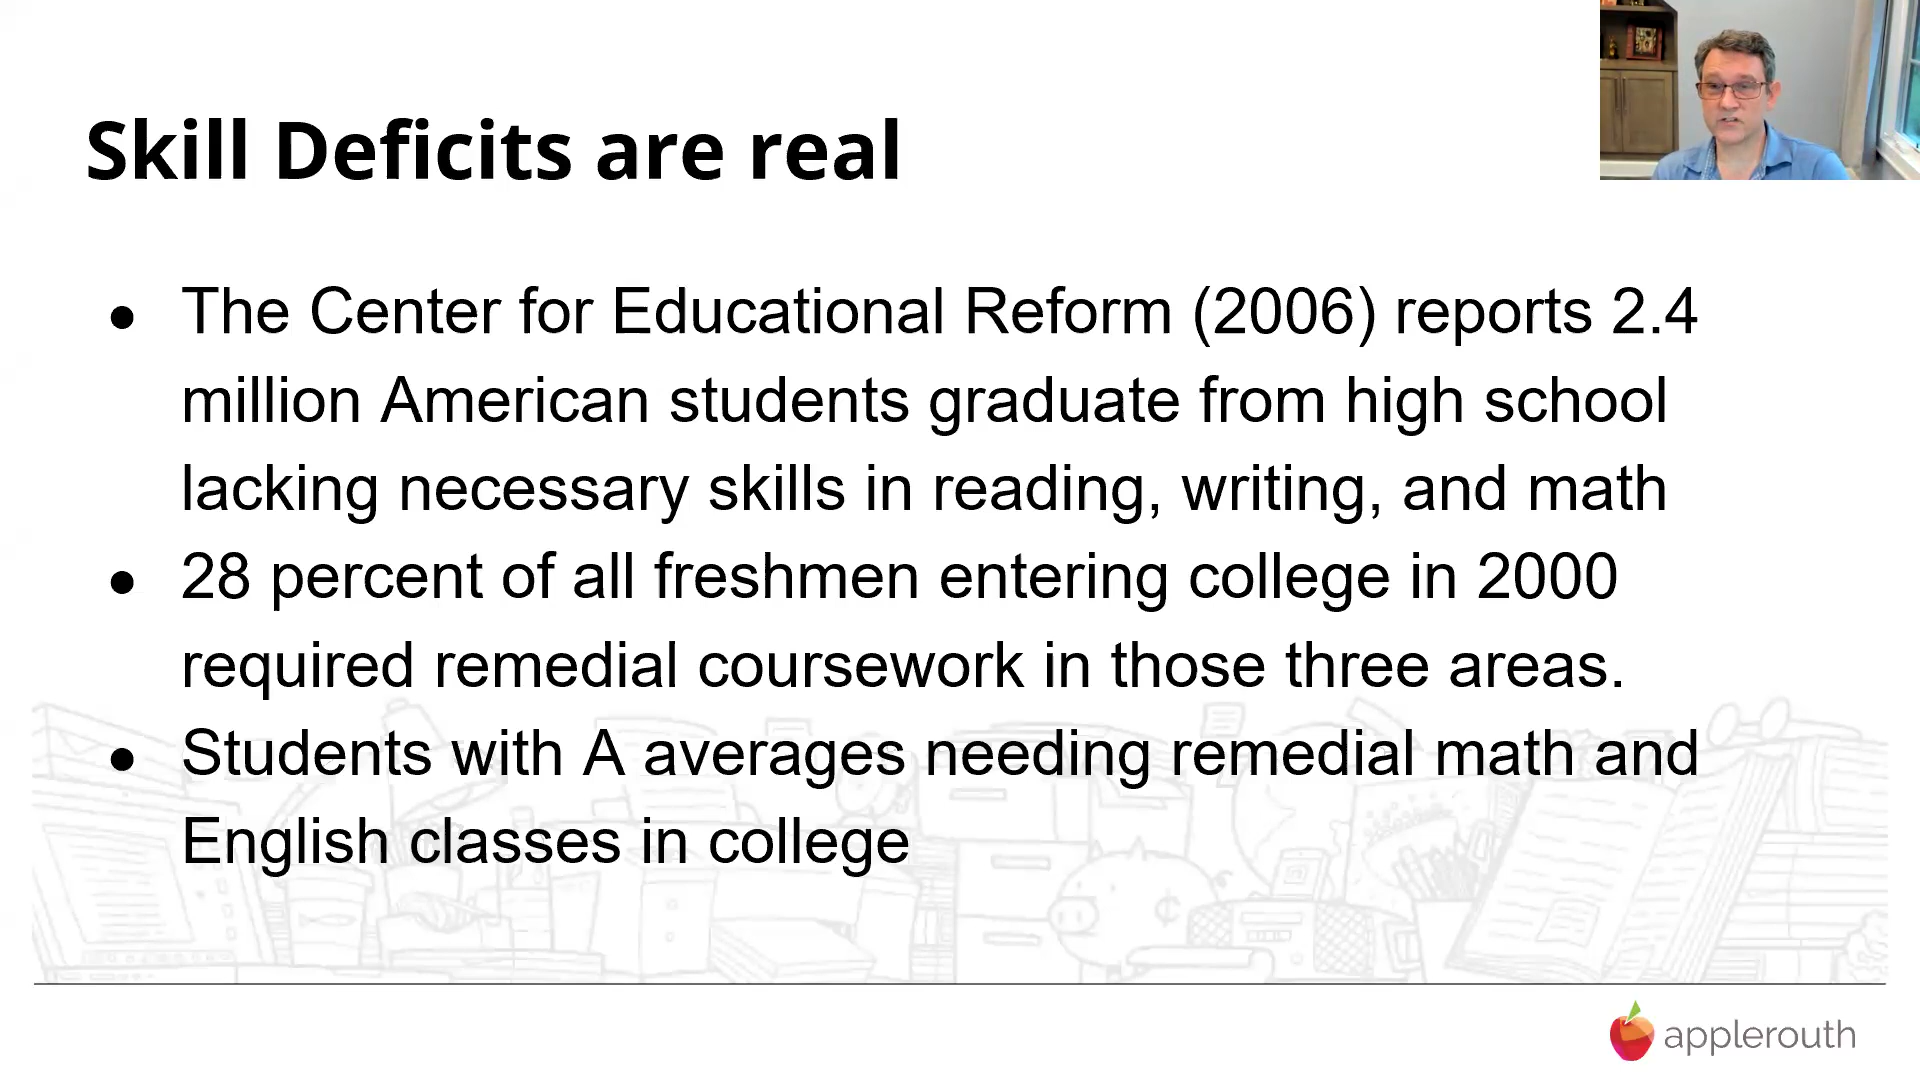 Skill Deficits are real
● The Center for Educational Reform (2006) reports 2.4
million American students graduate from high school
lacking necessary skills in reading, writing, and math
● 28 percent of all freshmen entering college in 2000
required remedial coursework in those three areas.
● Students with A averages needing remedial math and
English classes in college
applerouth